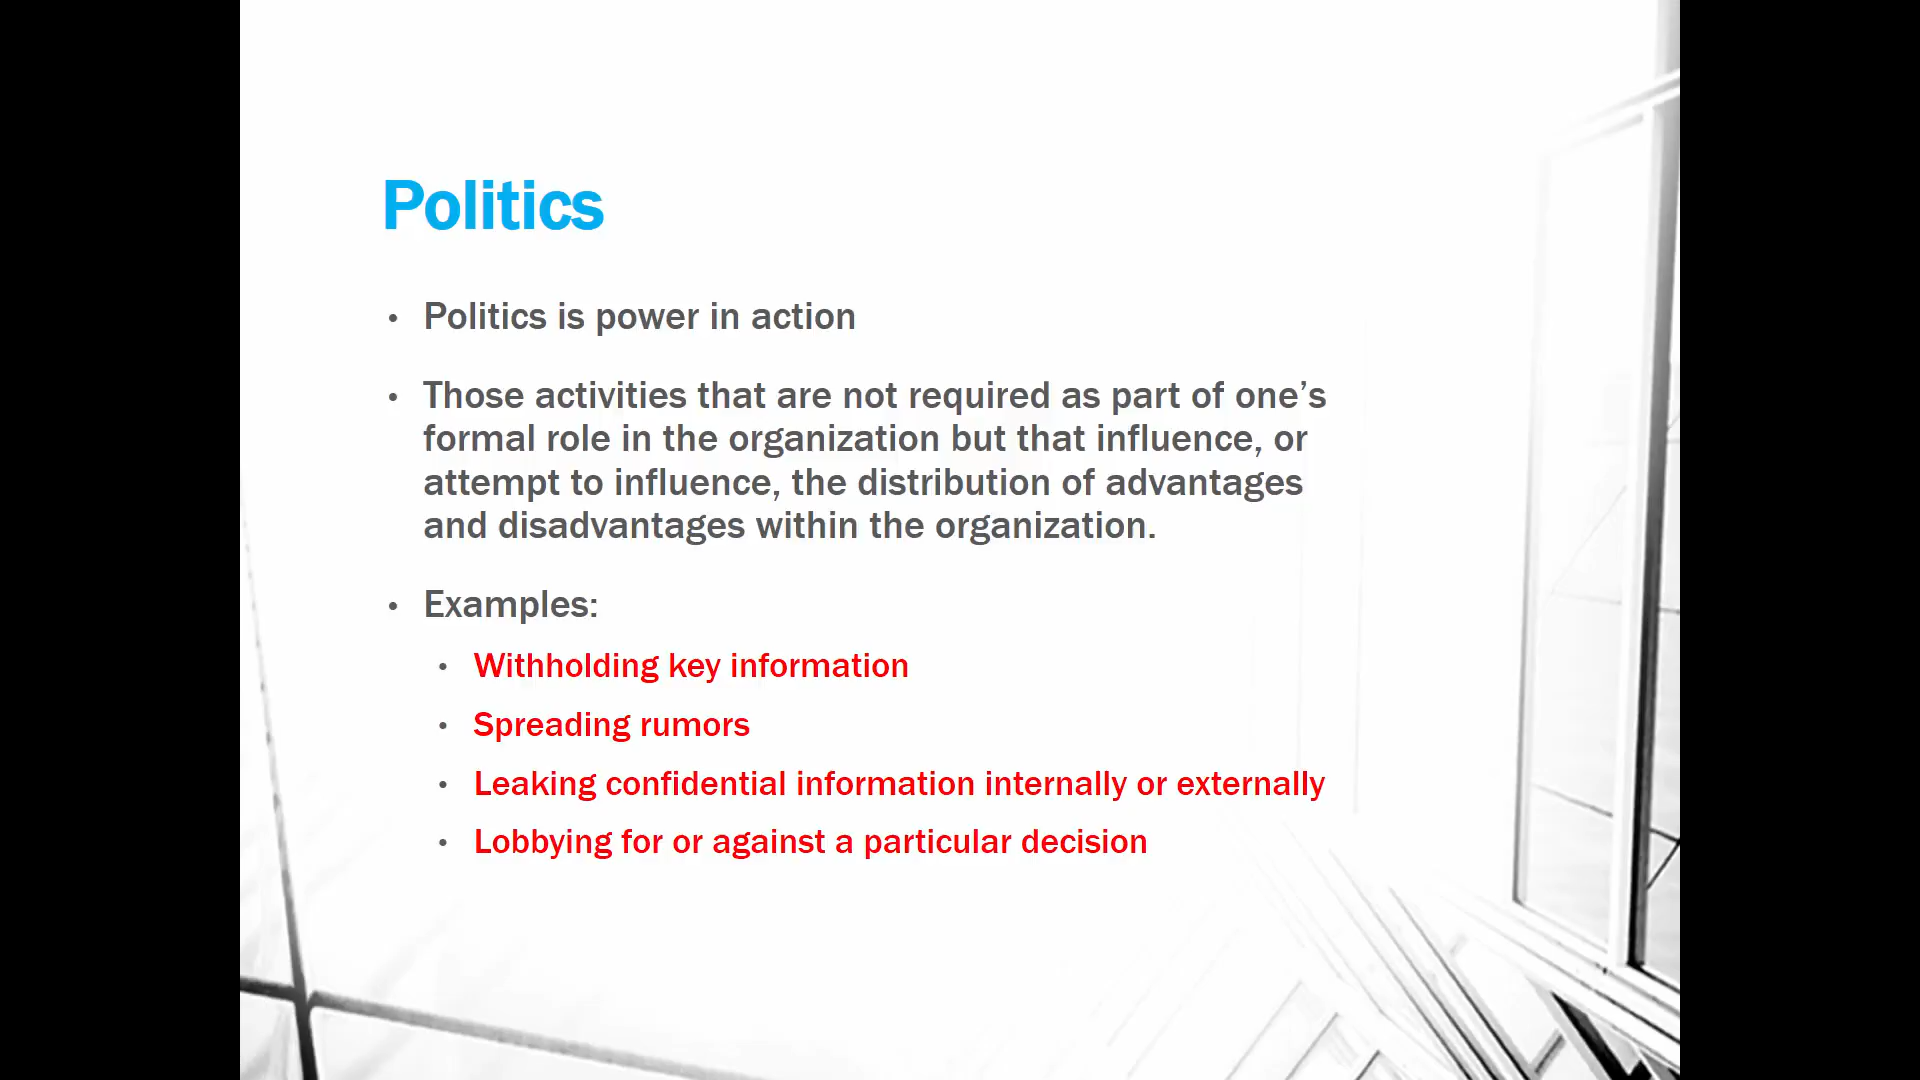 Politics
• Politics is power in action
• Those activities that are not required as part of one’s
formal role in the organization but that influence, or
attempt to influence, the distribution of advantages
and disadvantages within the organization.
• Examples:
• Withholding key information
• Spreading rumors
• Leaking confidential information internally or externally
• Lobbying for or against a particular decision